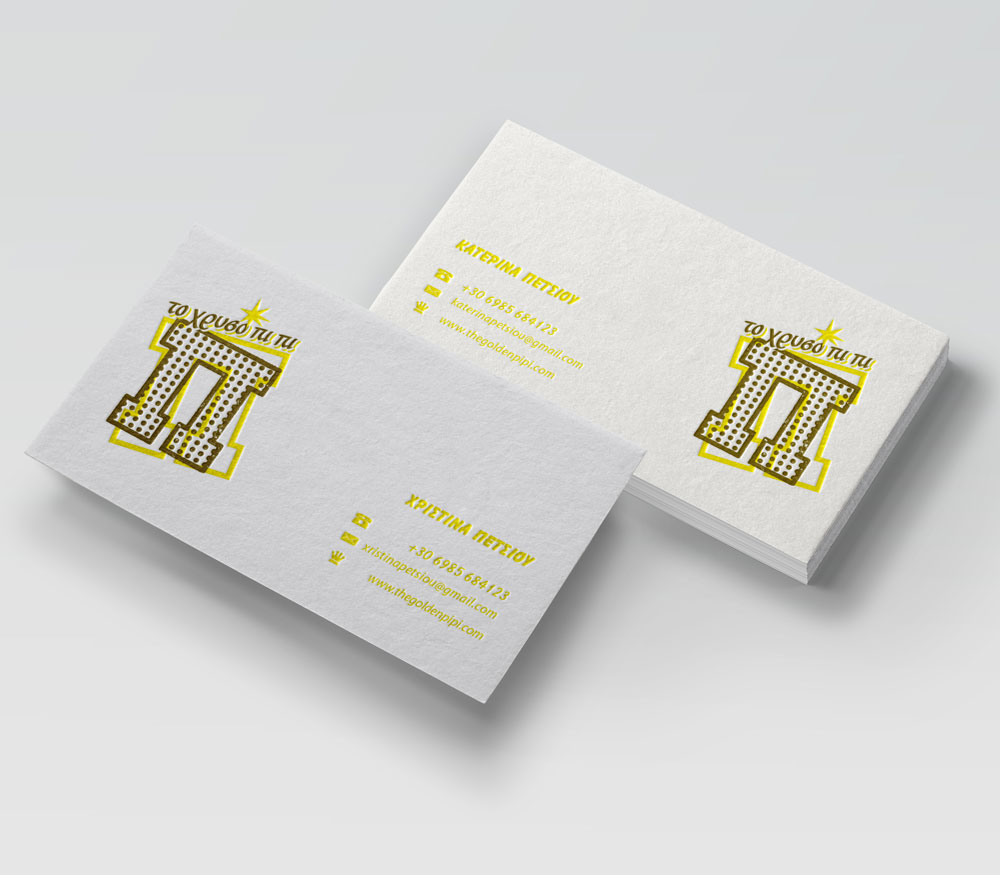 το χρυσό πι πι
Π
ΧΡΙΣΤΙΝΑ ΠΕΤΣΙΟΥ
+30 6985 684123
xristinapetsiou@gmail.com
www.thegoldenpipi.com
ΚΑΤΕΡΙΝΑ ΠΕΤΣΙΟΥ
+30 6985 684123
katerinapetsiou@gmail.com
www.thegoldenpipi.com
το χρυσό πι πι
Π